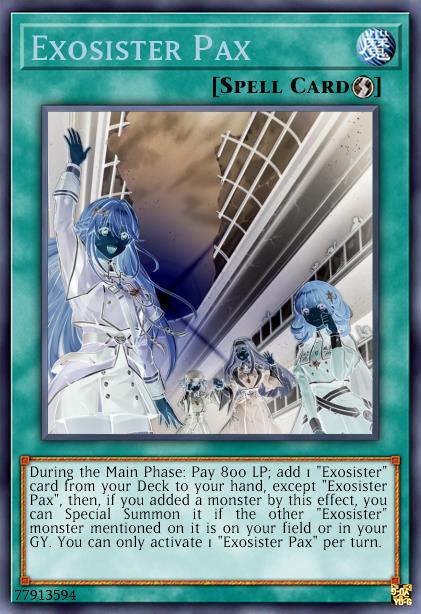 Exosister Pax
[Spell Card]
During the Main Phase: Pay 800 LP; add 1 "Exosister"
card from your Deck to your hand, except "Exosister
Pax", then, if you added a monster by this effect, you
can Special Summon it if the other "Exosister"
monster mentioned on it is on your field or in your
GY. You can only activate 1 "Exosister Pax" per turn.
77913594